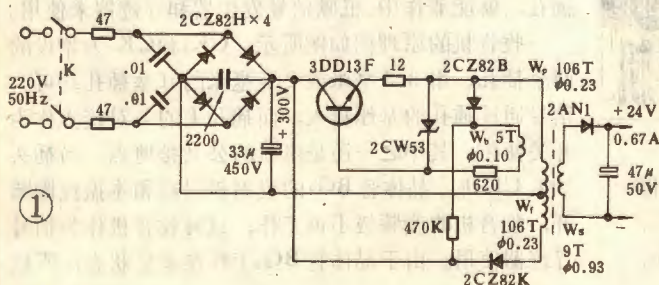 47
2CZ82H×4
K
220V
50Hz
.01
.01
47
2200
33μ
450V
+300V
3DD13F
12
2CZ82B
2CW53
Wb 5T
φ0.10
620
470K
2CZ82K
Wp 106T
φ0.23
Wf
106T
φ0.23
2AN1
+24V
0.67A
47μ
50V
−
Ws
9T
φ0.93
①